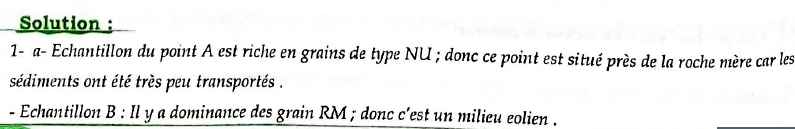 Solution :
1- a- Echantillon du point A est riche en grains de type NU ; donc ce point est situé près de la roche mère car les
sédiments ont été très peu transportés .
- Echantillon B : Il y a dominance des grain RM ; donc c'est un milieu eolien .